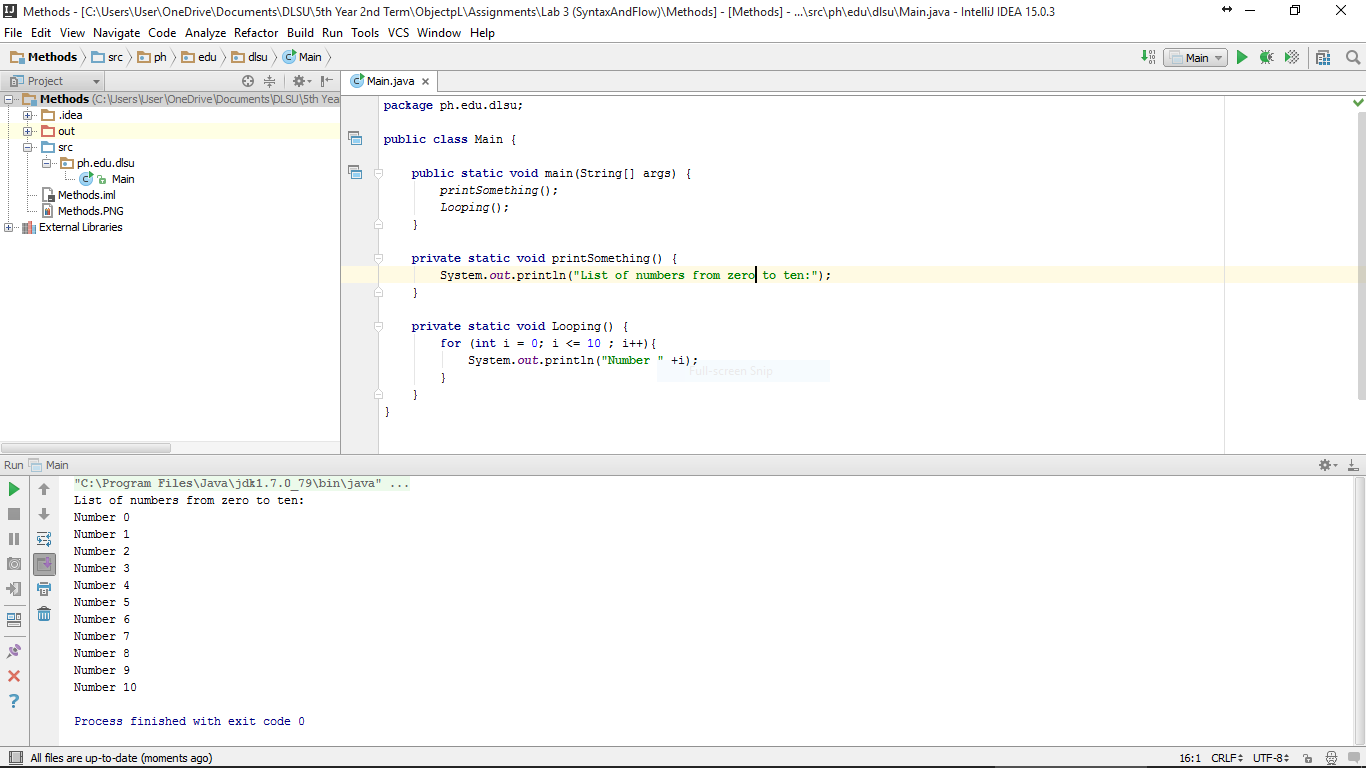 Methods - [C:\Users\User\OneDrive\Documents\DLSU\5th Year 2nd Term\ObjectpL\Assignments\Lab 3 (SyntaxAndFlow)\Methods] - [Methods] - ...\src\ph\edu\dlsu\Main.java - IntelliJ IDEA 15.0.3
File Edit View Navigate Code Analyze Refactor Build Run Tools VCS Window Help
Methods src ph edu dlsu Main
Main
Project
Main.java
Methods (C:\Users\User\OneDrive\Documents\DLSU\5th Yea
.idea
out
src
ph.edu.dlsu
Main
Methods.iml
Methods.PNG
External Libraries
package ph.edu.dlsu;
public class Main {
public static void main(String[] args) {
printSomething();
Looping();
}
private static void printSomething() {
System.out.println("List of numbers from zero to ten:");
}
private static void Looping() {
for (int i = 0; i <= 10 ; i++){
System.out.println("Number " +i);
Full-screen Snip
}
}
}
Run Main
"C:\Program Files\Java\jdk1.7.0_79\bin\java" ...
List of numbers from zero to ten:
Number 0
Number 1
Number 2
Number 3
Number 4
Number 5
Number 6
Number 7
Number 8
Number 9
Number 10
Process finished with exit code 0
All files are up-to-date (moments ago)
16:1 CRLF UTF-8